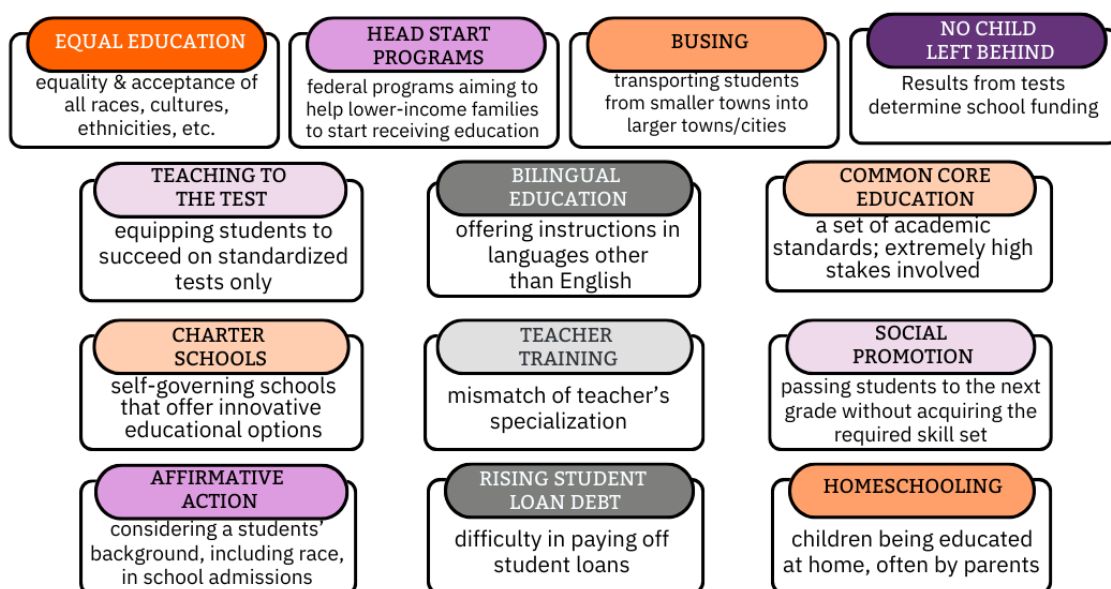 EQUAL EDUCATION
equality & acceptance of
all races, cultures,
ethnicities, etc.
HEAD START
PROGRAMS
federal programs aiming to
help lower-income families
to start receiving education
BUSING
transporting students
from smaller towns into
larger towns/cities
NO CHILD
LEFT BEHIND
Results from tests
determine school funding
TEACHING TO
THE TEST
equipping students to
succeed on standardized
tests only
BILINGUAL
EDUCATION
offering instructions in
languages other
than English
COMMON CORE
EDUCATION
a set of academic
standards; extremely high
stakes involved
CHARTER
SCHOOLS
self-governing schools
that offer innovative
educational options
TEACHER
TRAINING
mismatch of teacher’s
specialization
SOCIAL
PROMOTION
passing students to the next
grade without acquiring the
required skill set
AFFIRMATIVE
ACTION
considering a students’
background, including race,
in school admissions
RISING STUDENT
LOAN DEBT
difficulty in paying off
student loans
HOMESCHOOLING
children being educated
at home, often by parents